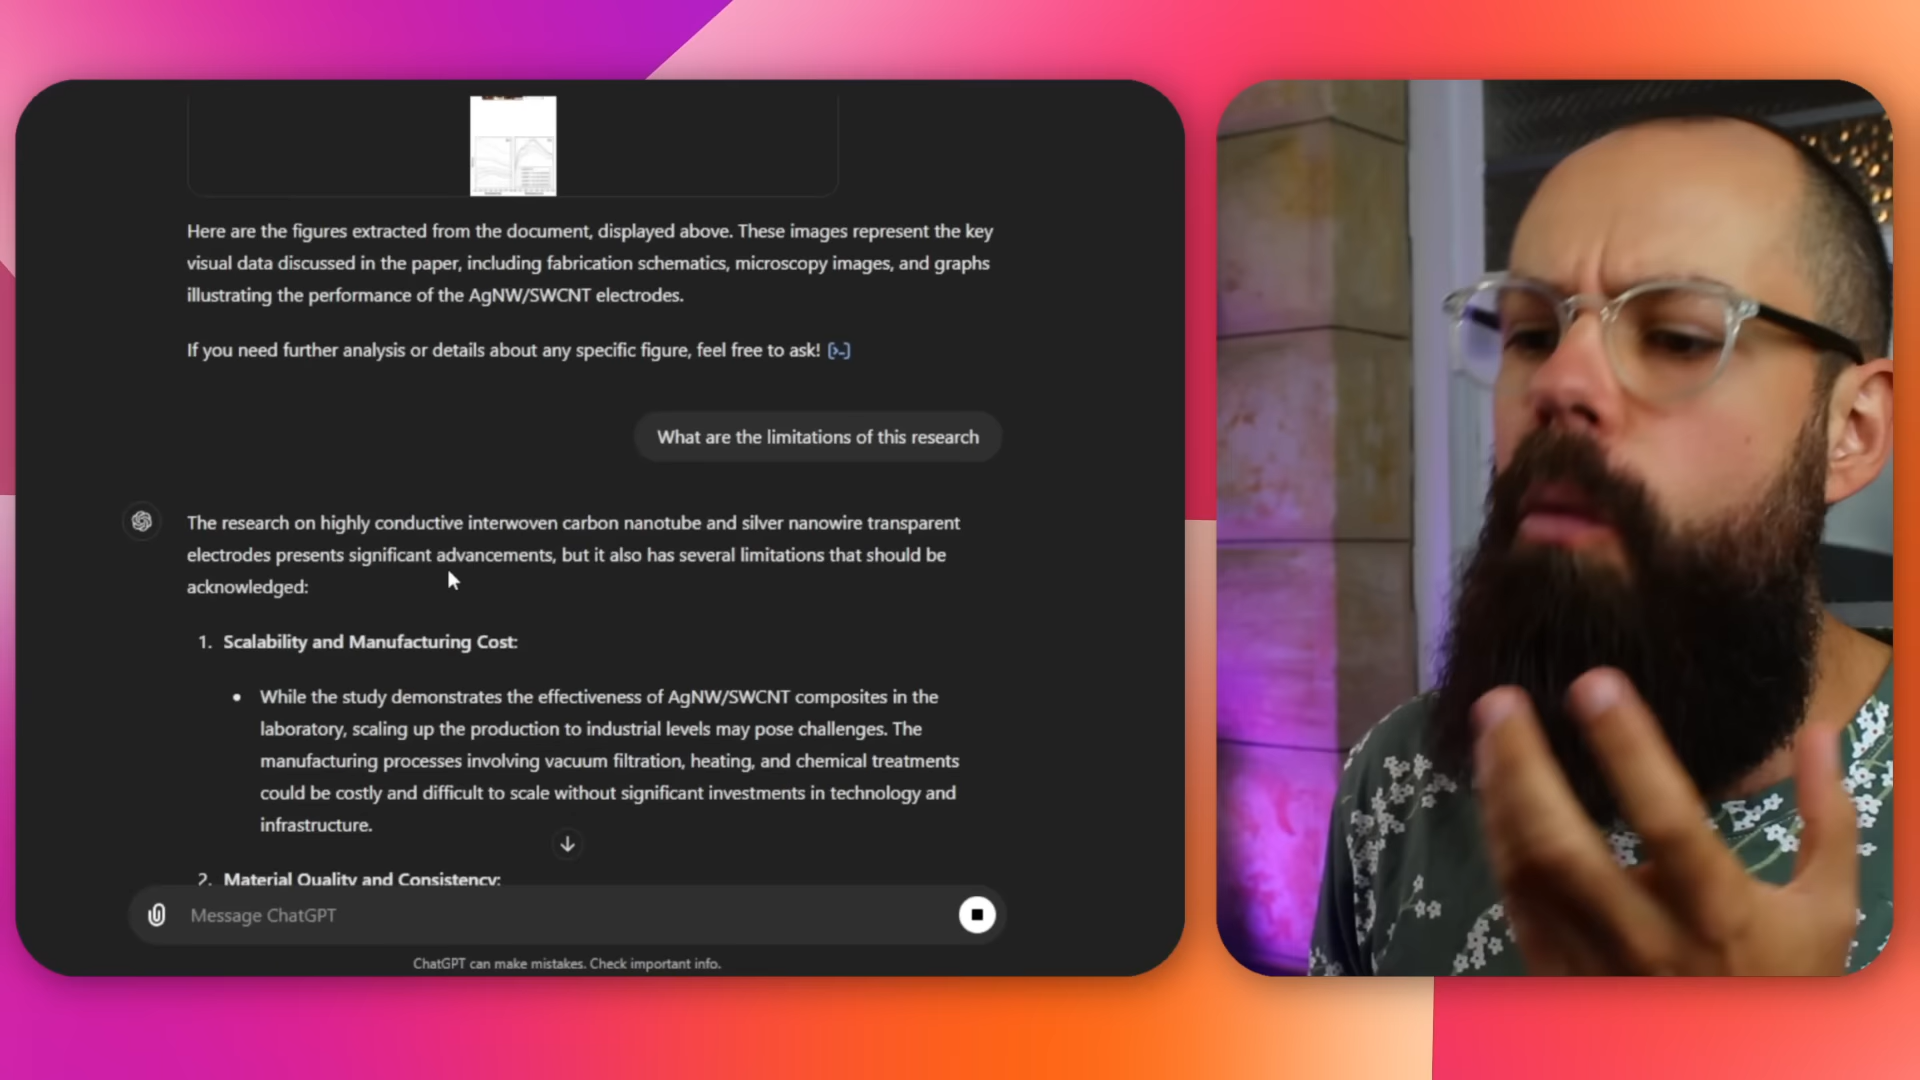 Here are the figures extracted from the document, displayed above. These images represent the key
visual data discussed in the paper, including fabrication schematics, microscopy images, and graphs
illustrating the performance of the AgNW/SWCNT electrodes.
If you need further analysis or details about any specific figure, feel free to ask! [>-]
What are the limitations of this research
The research on highly conductive interwoven carbon nanotube and silver nanowire transparent
electrodes presents significant advancements, but it also has several limitations that should be
acknowledged:
1. Scalability and Manufacturing Cost:
• While the study demonstrates the effectiveness of AgNW/SWCNT composites in the
laboratory, scaling up the production to industrial levels may pose challenges. The
manufacturing processes involving vacuum filtration, heating, and chemical treatments
could be costly and difficult to scale without significant investments in technology and
infrastructure.
2. Material Quality and Consistency:
Message ChatGPT
ChatGPT can make mistakes. Check important info.